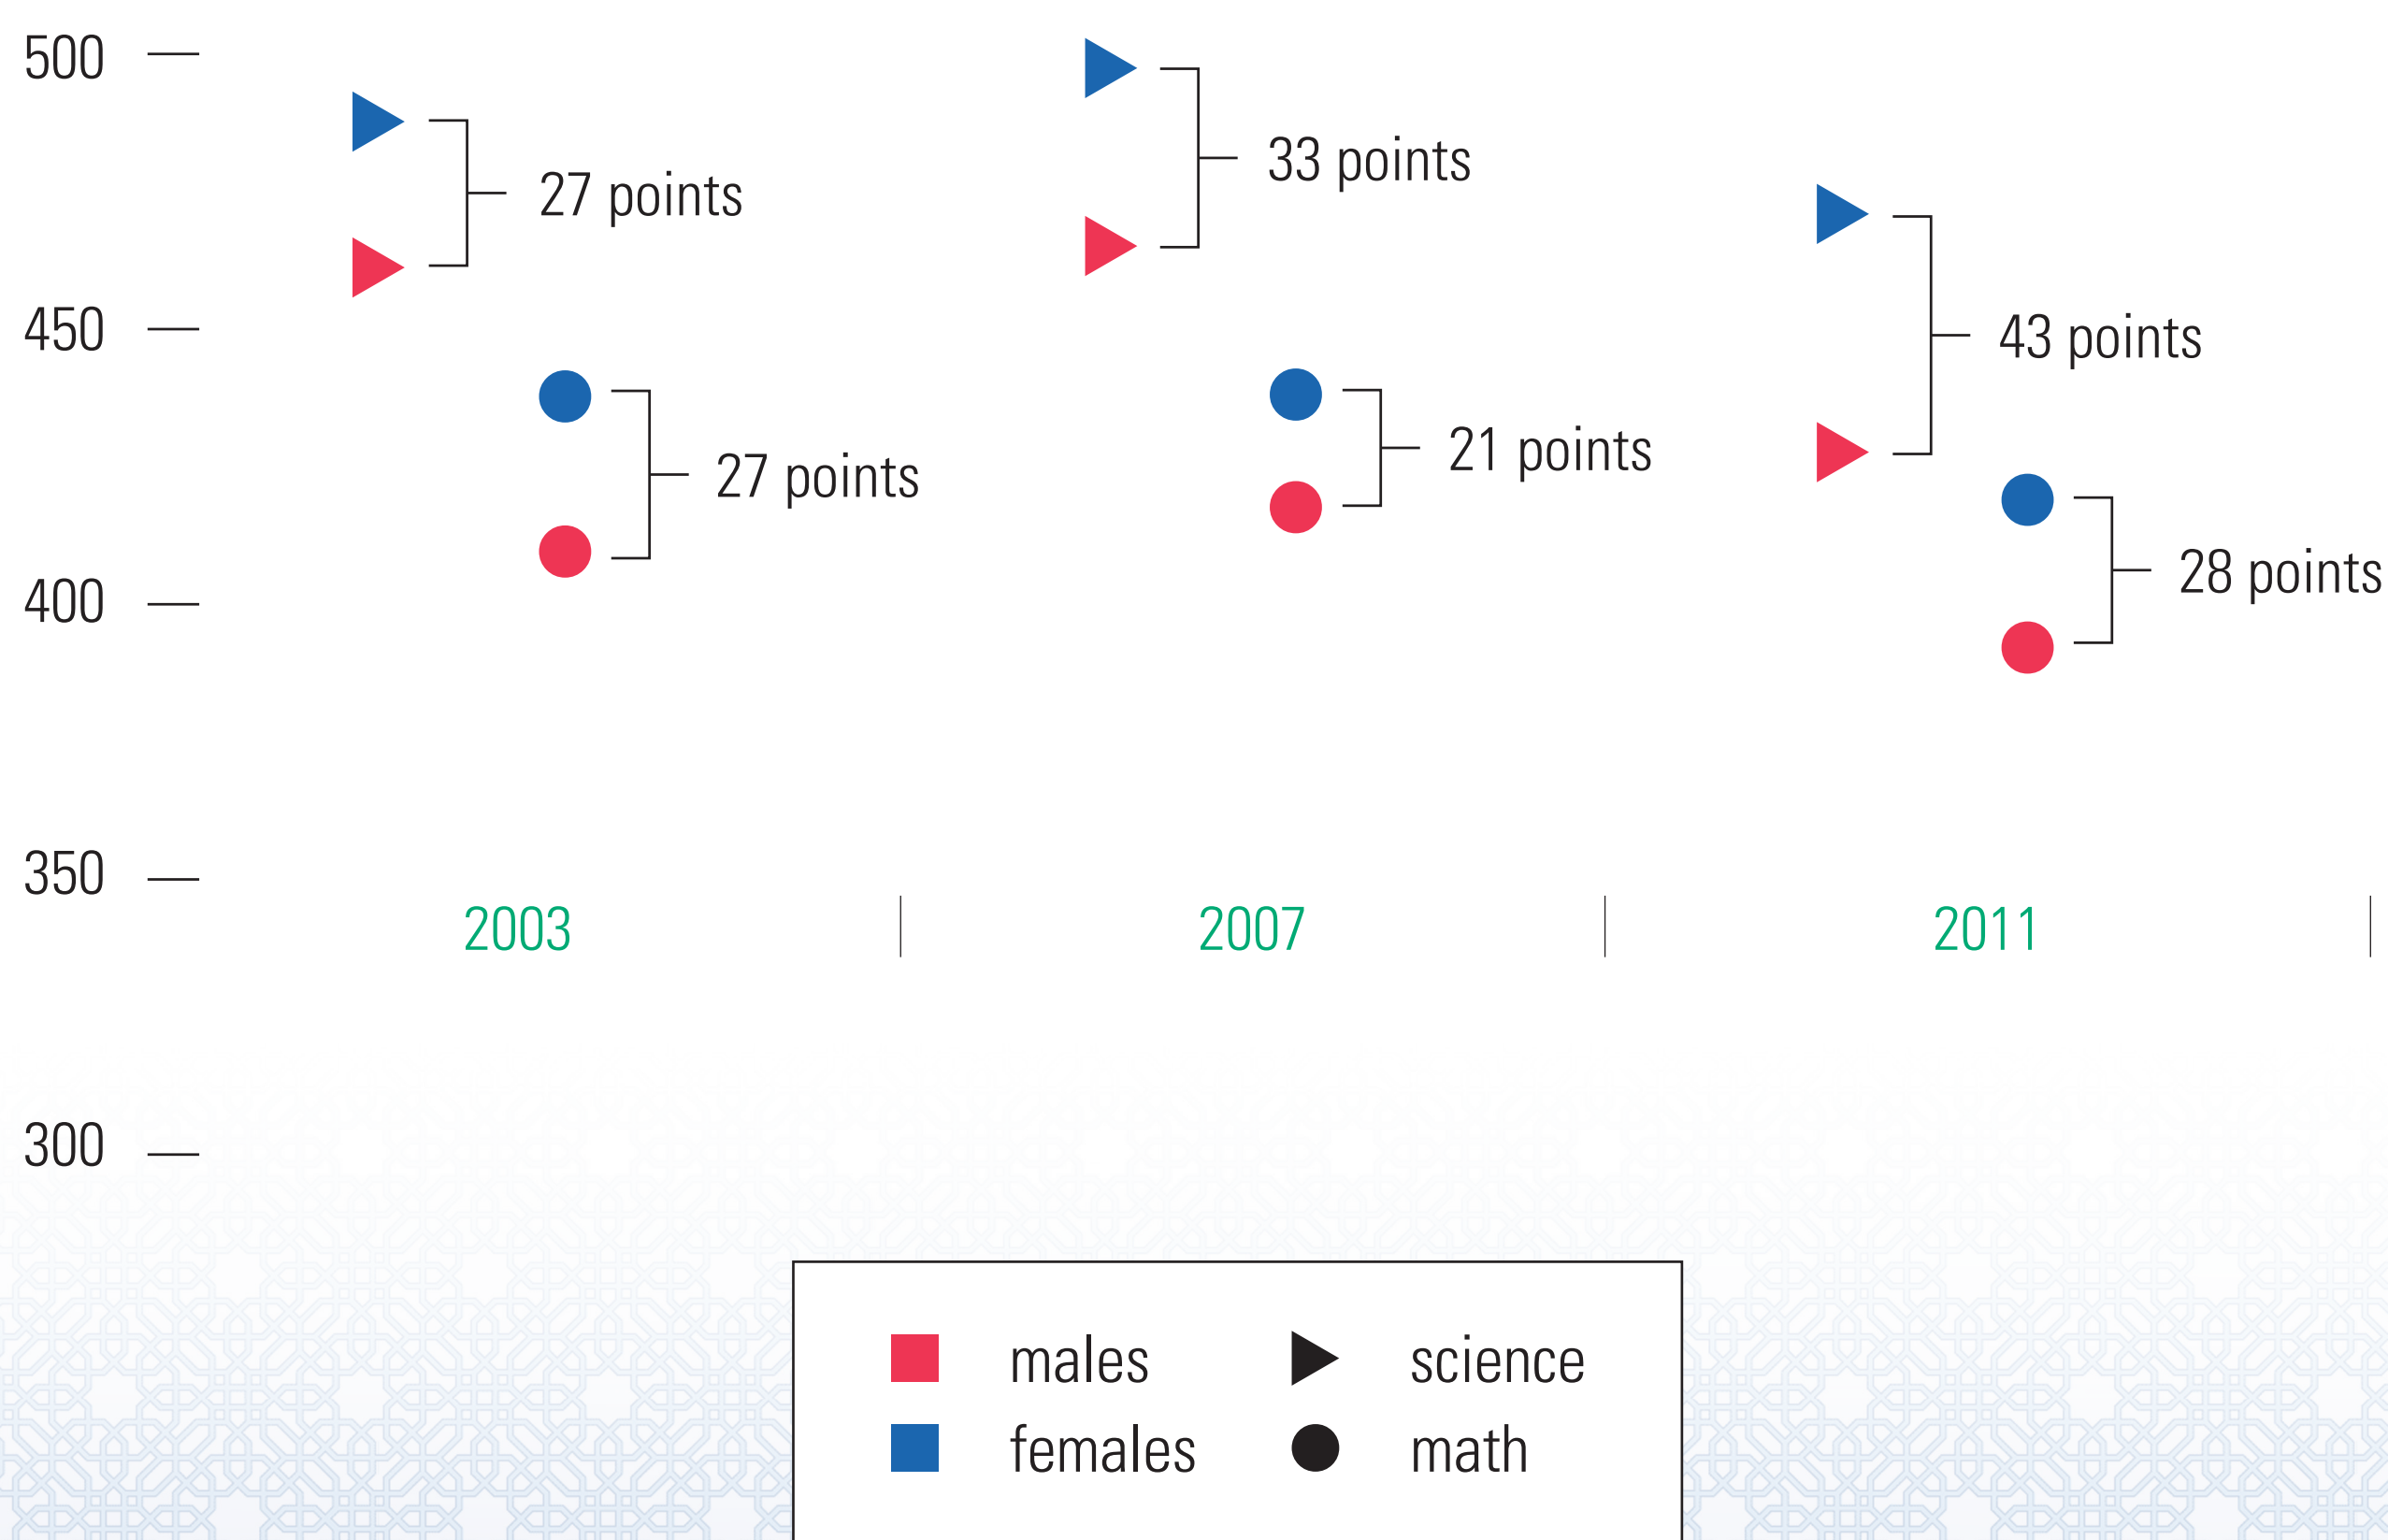 500
27 points
33 points
450
43 points
27 points
21 points
400
28 points
350
2003
2007
2011
300
males
science
females
math